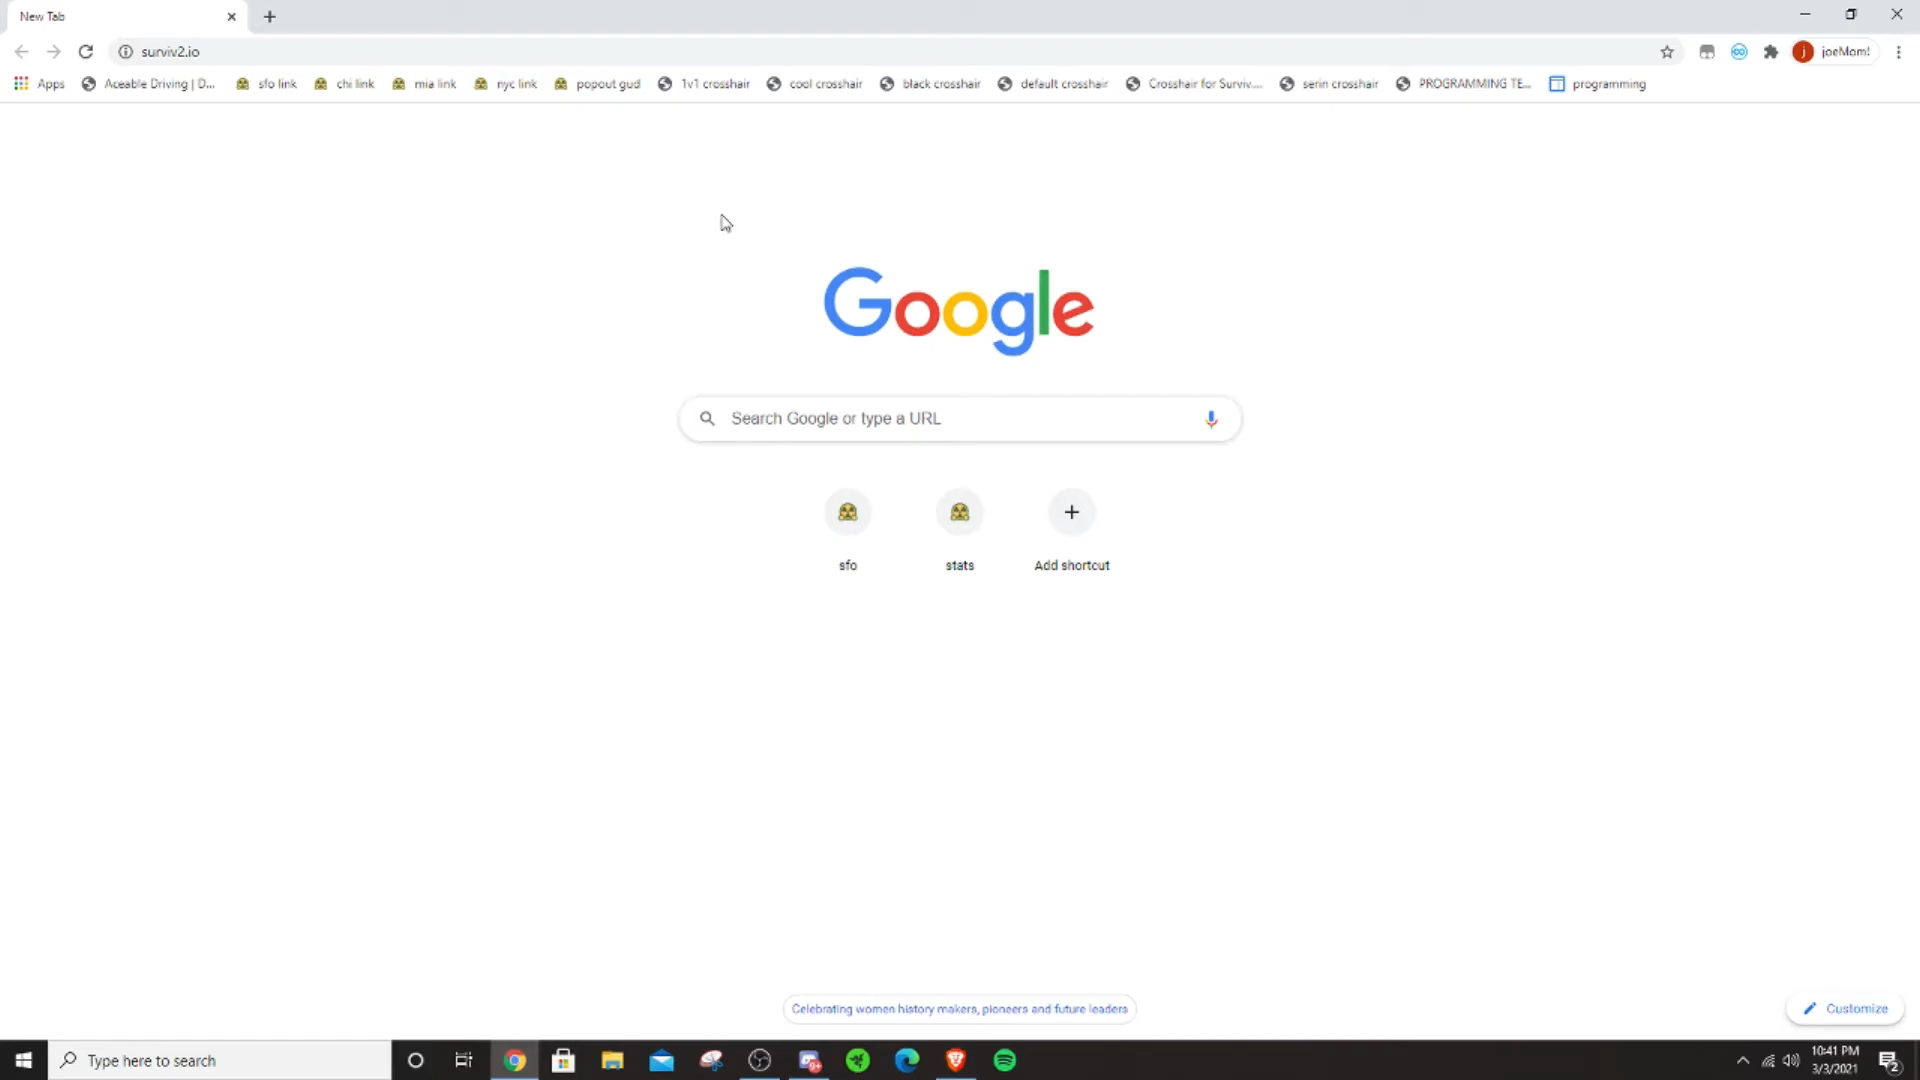 New Tab
surviv2.io
j joeMom!
Apps Aceable Driving | D... sfo link chi link mia link nyc link popout gud 1v1 crosshair cool crosshair black crosshair default crosshair Crosshair for Surviv.... serin crosshair PROGRAMMING TE... programming
Google
Search Google or type a URL
sfo stats Add shortcut
Celebrating women history makers, pioneers and future leaders
Customize
Type here to search
9+
10:41 PM
3/3/2021
2